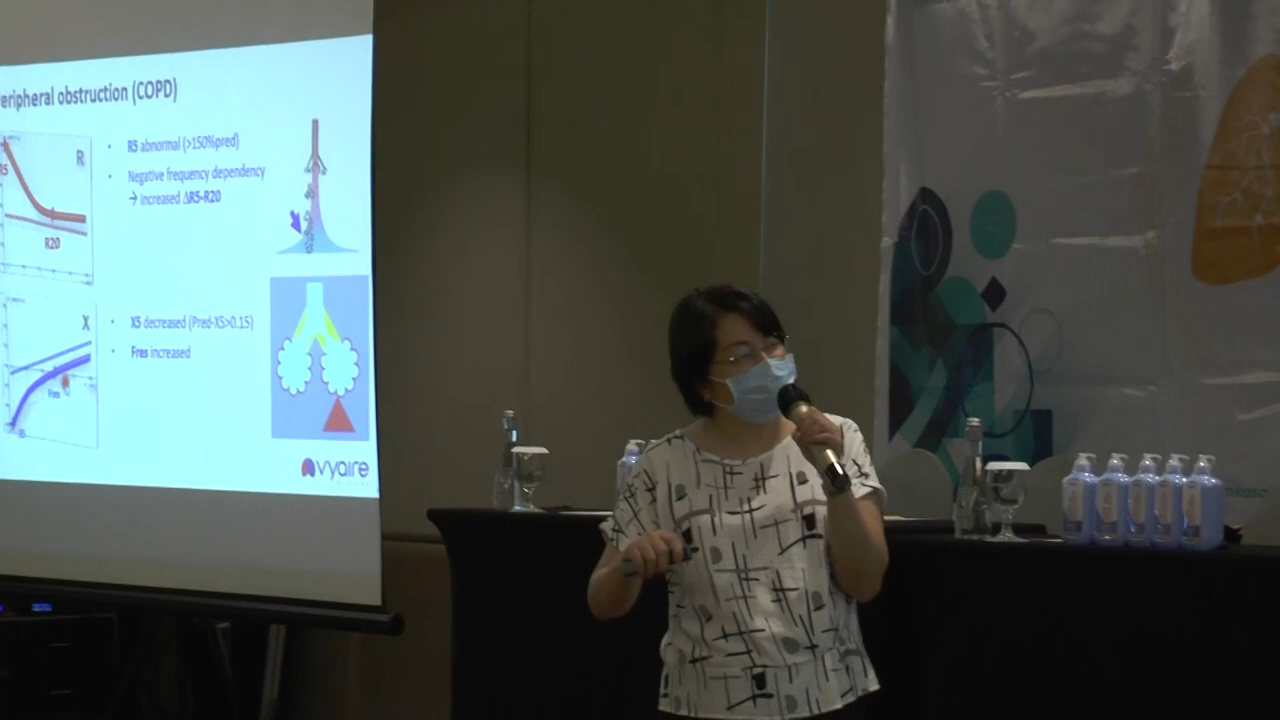 eripheral obstruction (COPD)
R
R5
R20
• R5 abnormal (>150%pred)
• Negative frequency dependency
→ increased ΔR5-R20
X
Fres
• X5 decreased (Pred-X5>0.15)
• Fres increased
vyaire